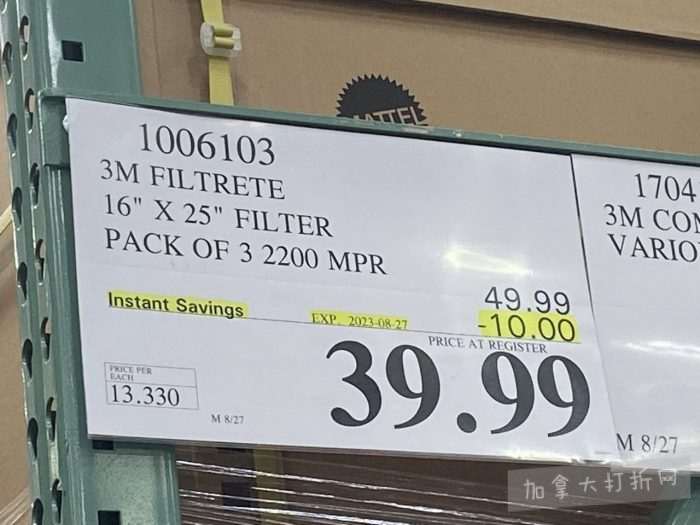 MATTEL
1006103
3M FILTRETE
16" X 25" FILTER
PACK OF 3 2200 MPR
49.99
Instant Savings EXP. 2023-08-27 -10.00
PRICE AT REGISTER
39.99
PRICE PER
EACH
13.330
M 8/27
1704
3M CON
VARIO
M 8/27
加拿大打折网